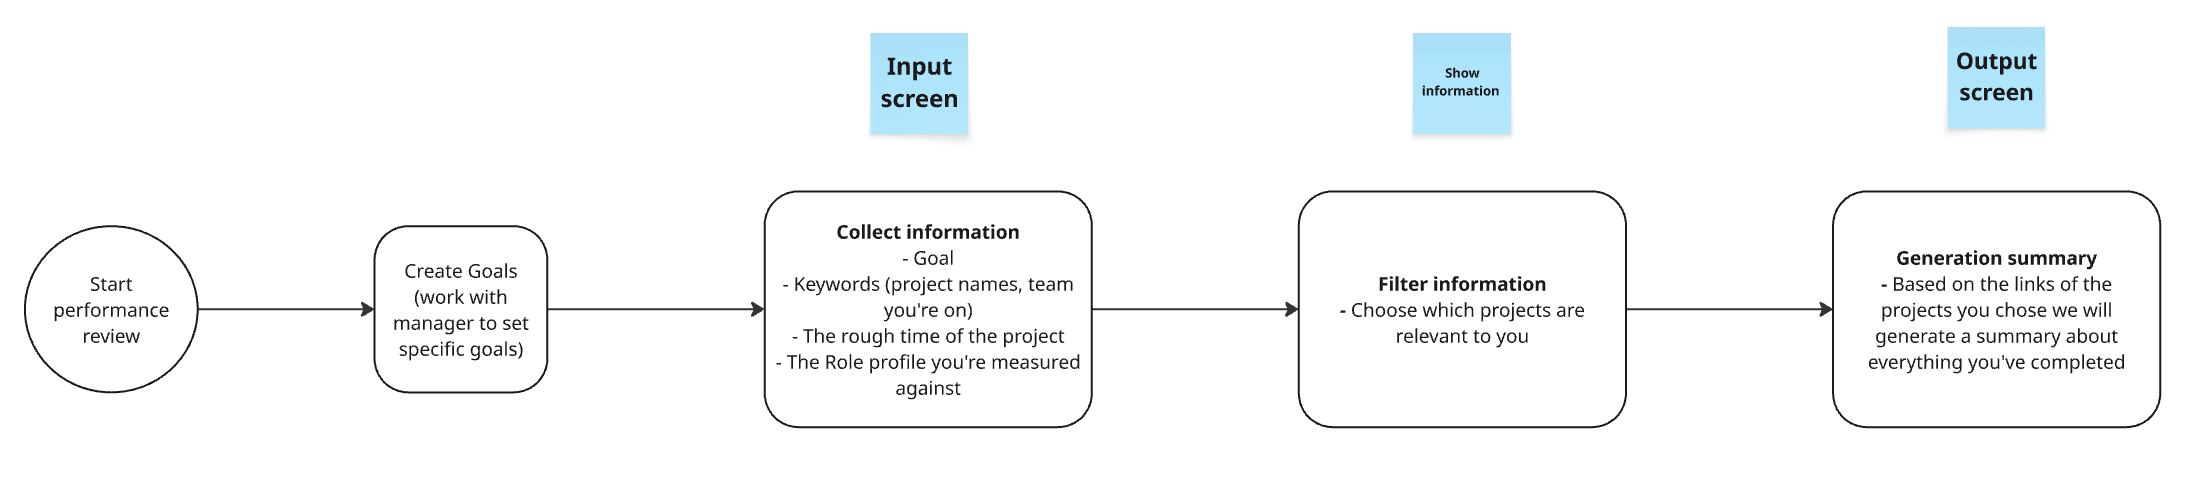 Input
screen
Show
information
Output
screen
Start
performance
review
Create Goals
(work with
manager to set
specific goals)
Collect information
- Goal
- Keywords (project names, team
you're on)
- The rough time of the project
- The Role profile you're measured
against
Filter information
- Choose which projects are
relevant to you
Generation summary
- Based on the links of the
projects you chose we will
generate a summary about
everything you've completed